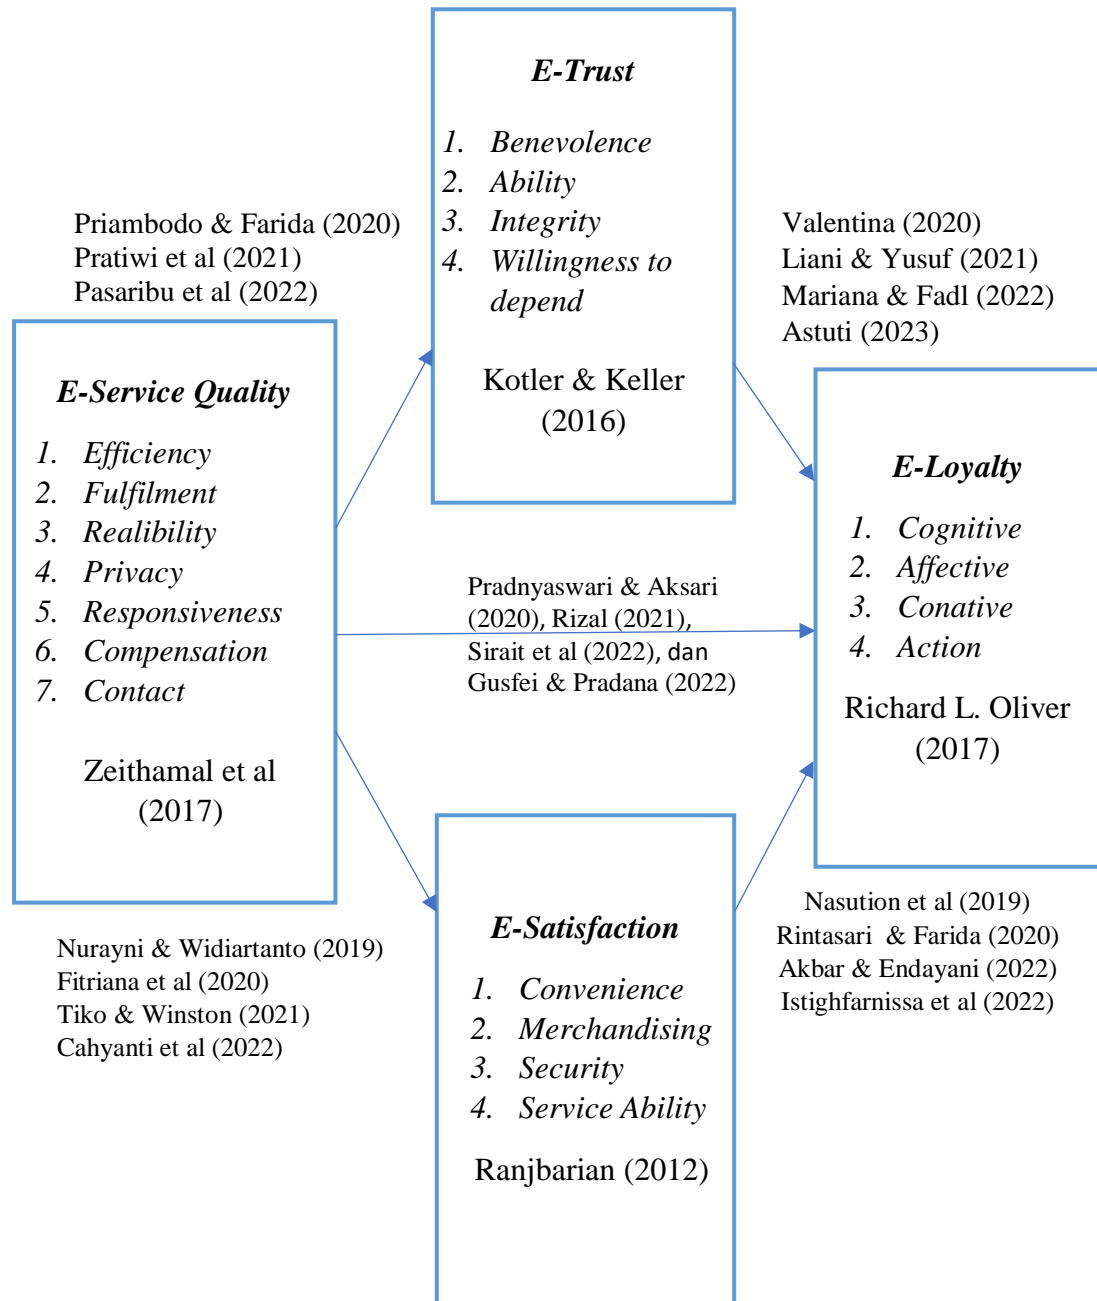 E-Trust
1. Benevolence
2. Ability
3. Integrity
4. Willingness to
depend
Kotler & Keller
(2016)
Priambodo & Farida (2020)
Pratiwi et al (2021)
Pasaribu et al (2022)
Valentina (2020)
Liani & Yusuf (2021)
Mariana & Fadl (2022)
Astuti (2023)
E-Service Quality
1. Efficiency
2. Fulfilment
3. Realibility
4. Privacy
5. Responsiveness
6. Compensation
7. Contact
Zeithamal et al
(2017)
Pradnyaswari & Aksari
(2020), Rizal (2021),
Sirait et al (2022), dan
Gusfei & Pradana (2022)
E-Loyalty
1. Cognitive
2. Affective
3. Conative
4. Action
Richard L. Oliver
(2017)
Nurayni & Widiartanto (2019)
Fitriana et al (2020)
Tiko & Winston (2021)
Cahyanti et al (2022)
E-Satisfaction
1. Convenience
2. Merchandising
3. Security
4. Service Ability
Ranjbarian (2012)
Nasution et al (2019)
Rintasari & Farida (2020)
Akbar & Endayani (2022)
Istighfarnissa et al (2022)